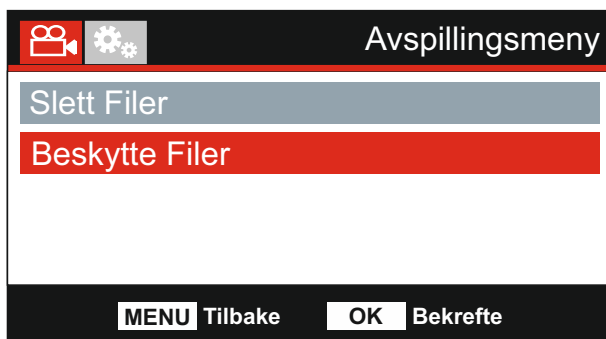 Avspillingsmeny
Slett Filer
Beskytte Filer
MENU Tilbake OK Bekrefte